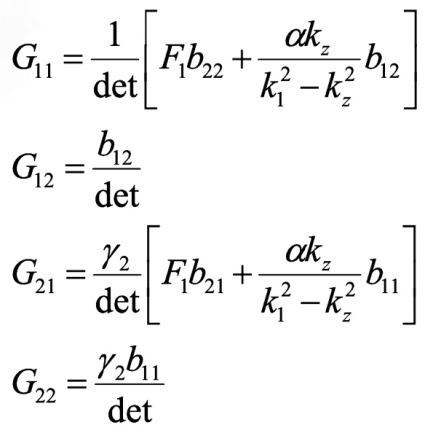 G₁₁ = 1/det [F₁b₂₂ + αk_z/(k₁² − k_z²) b₁₂]
G₁₂ = b₁₂/det
G₂₁ = γ₂/det [F₁b₂₁ + αk_z/(k₁² − k_z²) b₁₁]
G₂₂ = γ₂b₁₁/det